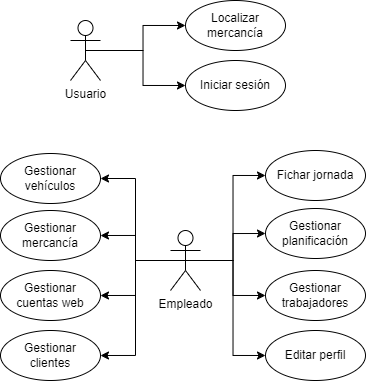 Localizar
mercancía
Iniciar sesión
Usuario
Gestionar
vehículos
Fichar jornada
Gestionar
mercancía
Gestionar
planificación
Gestionar
cuentas web
Empleado
Gestionar
trabajadores
Gestionar
clientes
Editar perfil